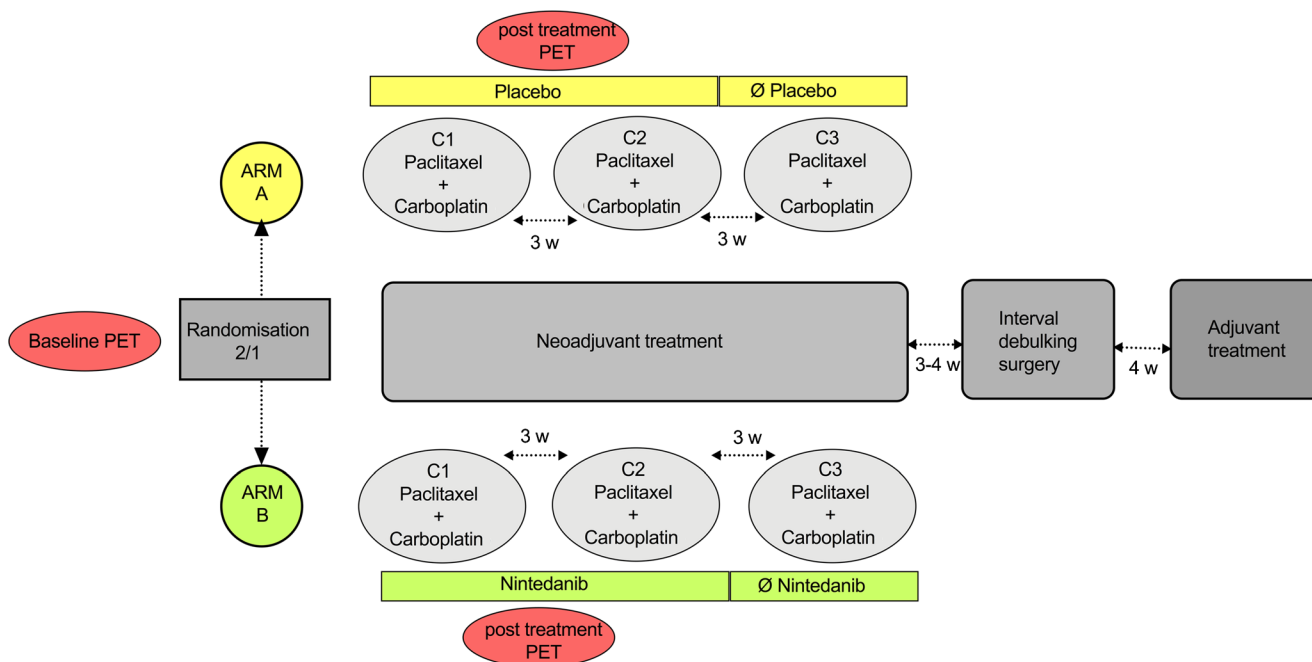 post treatment
PET
Placebo
Ø Placebo
C1
Paclitaxel
+
Carboplatin
C2
Paclitaxel
+
Carboplatin
C3
Paclitaxel
+
Carboplatin
3 w
3 w
ARM
A
Baseline PET
Randomisation
2/1
Neoadjuvant treatment
3-4 w
Interval
debulking
surgery
4 w
Adjuvant
treatment
ARM
B
3 w
3 w
C1
Paclitaxel
+
Carboplatin
C2
Paclitaxel
+
Carboplatin
C3
Paclitaxel
+
Carboplatin
Nintedanib
Ø Nintedanib
post treatment
PET